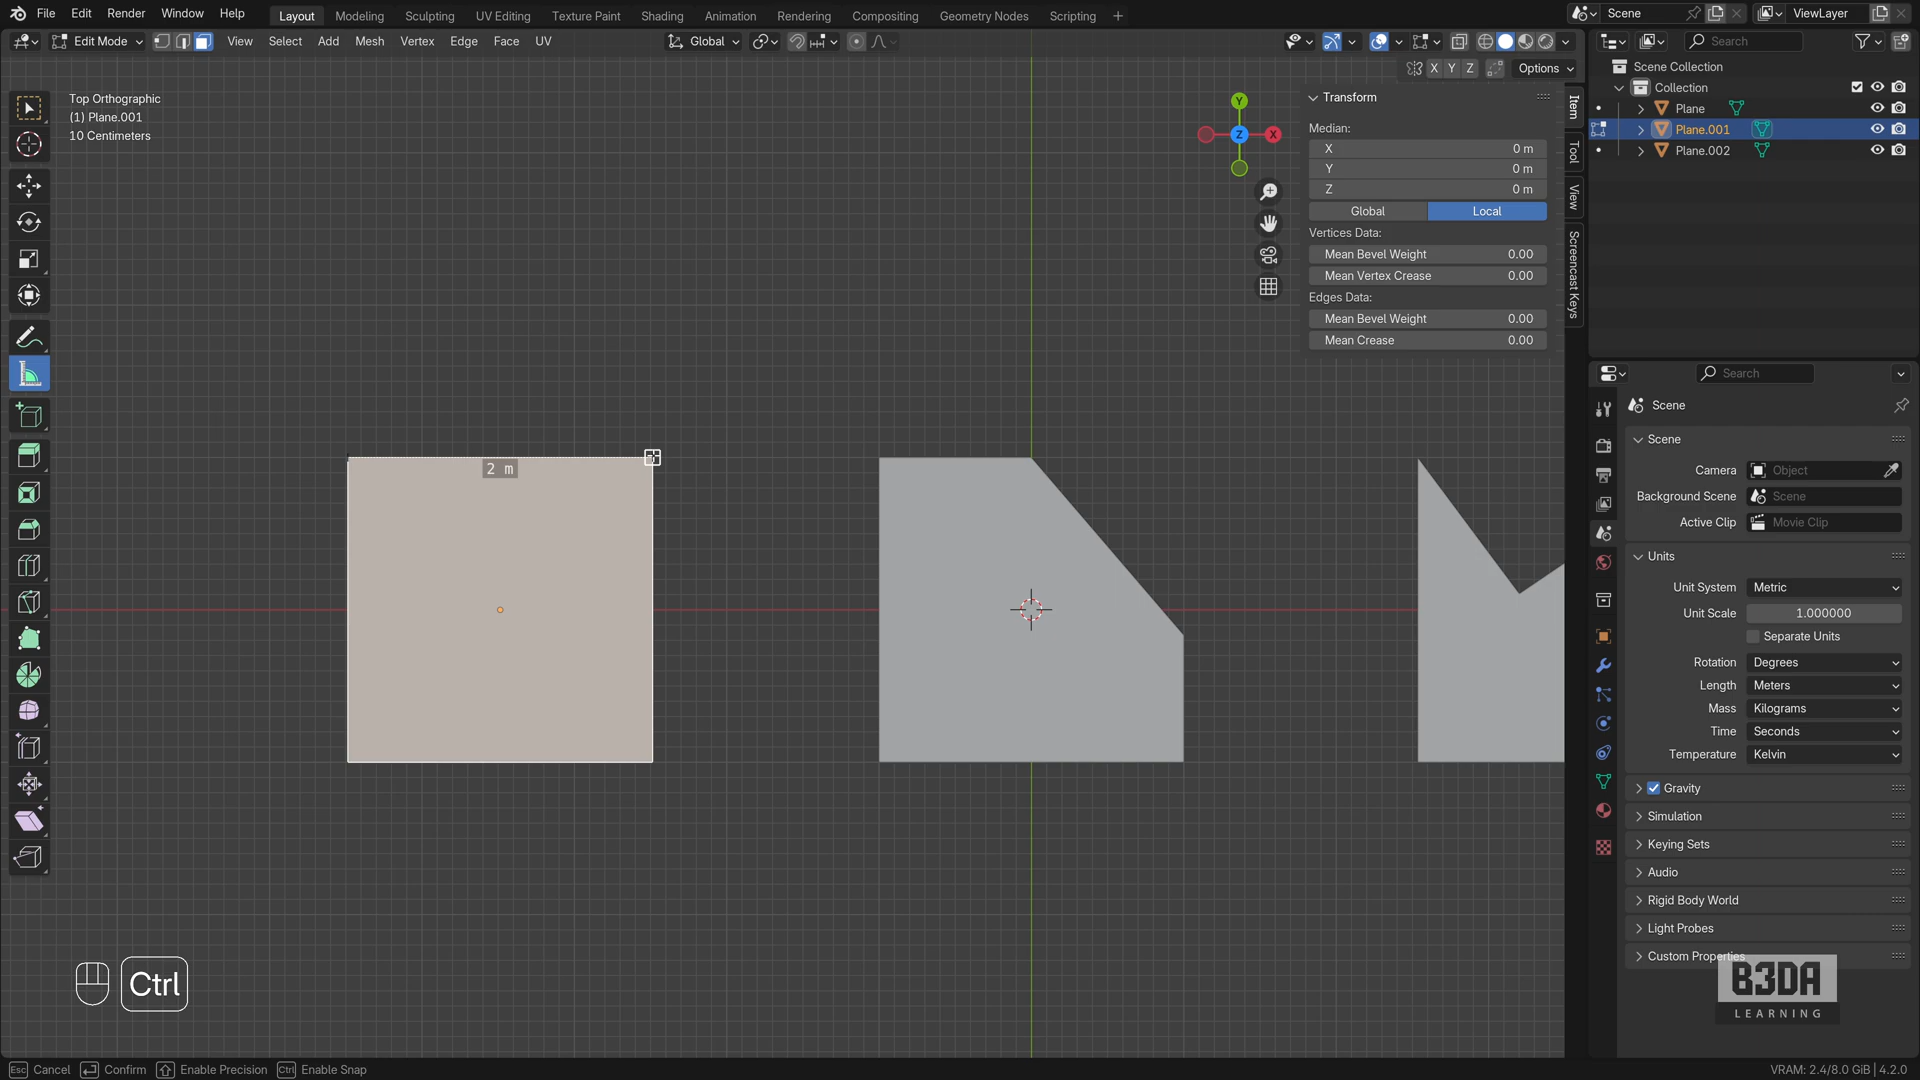 File Edit Render Window Help Layout Modeling Sculpting UV Editing Texture Paint Shading Animation Rendering Compositing Geometry Nodes Scripting + Scene ViewLayer
Edit Mode View Select Add Mesh Vertex Edge Face UV Global Search
X Y Z Options
Top Orthographic
(1) Plane.001
10 Centimeters
Y
Z
X
Transform
Median:
X 0 m
Y 0 m
Z 0 m
Global Local
Vertices Data:
Mean Bevel Weight 0.00
Mean Vertex Crease 0.00
Edges Data:
Mean Bevel Weight 0.00
Mean Crease 0.00
Item
Tool
View
Screencast Keys
Scene Collection
Collection
Plane
Plane.001
Plane.002
2 m
Search
Scene
Scene
Camera Object
Background Scene Scene
Active Clip Movie Clip
Units
Unit System Metric
Unit Scale 1.000000
Separate Units
Rotation Degrees
Length Meters
Mass Kilograms
Time Seconds
Temperature Kelvin
Gravity
Simulation
Keying Sets
Audio
Rigid Body World
Light Probes
Custom Properties
B3DA
LEARNING
Ctrl
Esc Cancel Confirm Enable Precision Ctrl Enable Snap VRAM: 2.4/8.0 GiB | 4.2.0